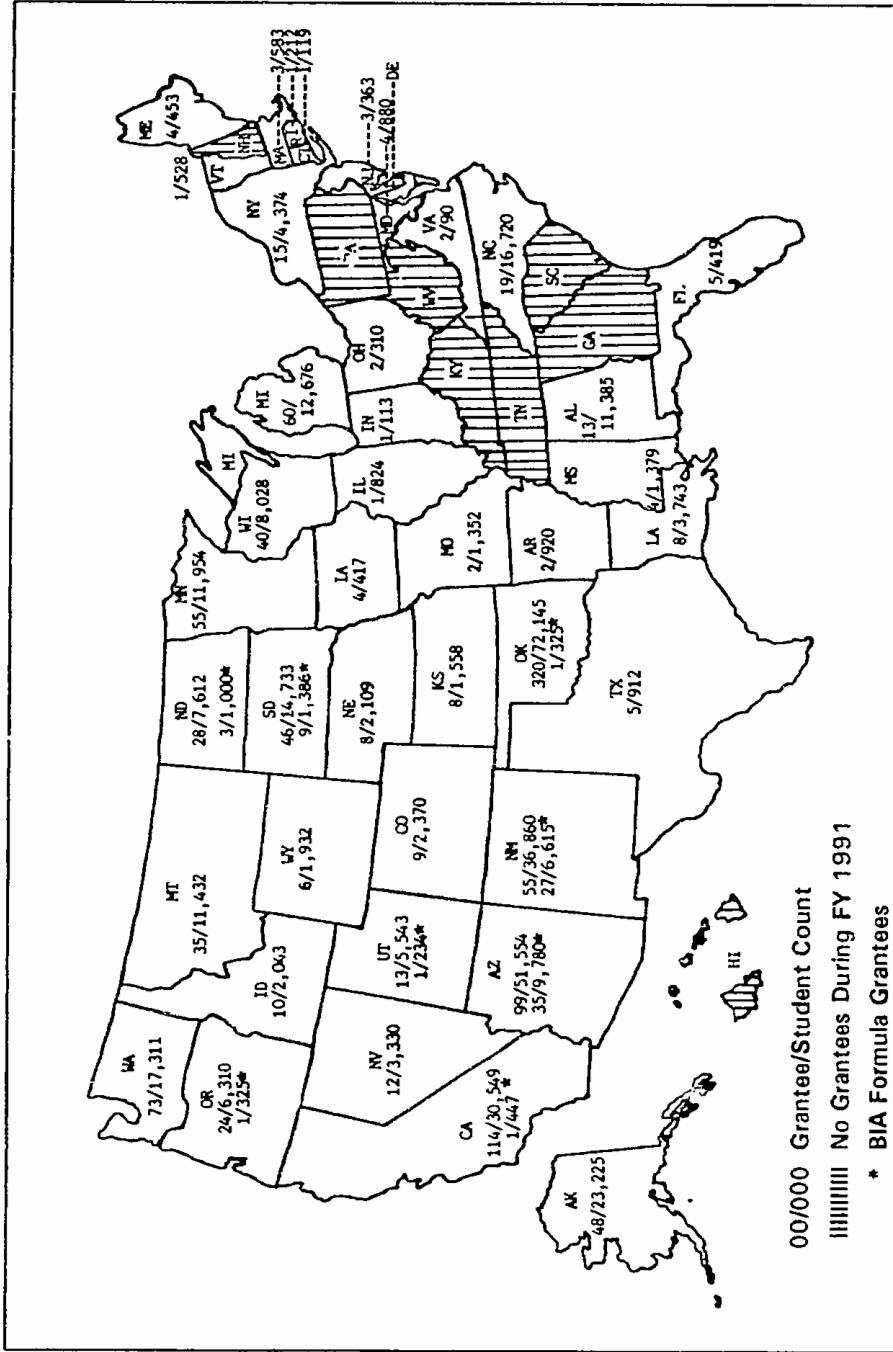 WA
73/17,311
OR
24/6,310
1/325*
CA
114/30,549
1/447*
NV
12/3,330
ID
10/2,043
MT
35/11,432
WY
6/1,932
UT
13/5,543
1/234*
AZ
99/51,554
35/9,780*
CO
9/2,370
NM
55/36,860
27/6,615*
ND
28/7,612
3/1,000*
SD
46/14,733
9/1,386*
NE
8/2,109
KS
8/1,558
OK
320/72,145
1/325*
TX
5/912
MN
55/11,954
IA
4/417
MO
2/1,352
AR
2/920
LA
8/3,743
WI
40/8,028
IL
1/824
MI
MI
60/
12,676
IN
1/113
OH
2/310
KY
TN
MS
4/1,379
AL
13/
11,385
GA
FL
5/419
SC
NC
19/16,720
VA
2/90
WV
PA
NY
15/4,374
VT
1/528
NH
ME
4/453
MA
3/583
RI
1/212
CT
1/119
NJ
3/363
MD
4/880
DE
AK
48/23,225
HI
00/000 Grantee/Student Count
No Grantees During FY 1991
* BIA Formula Grantees